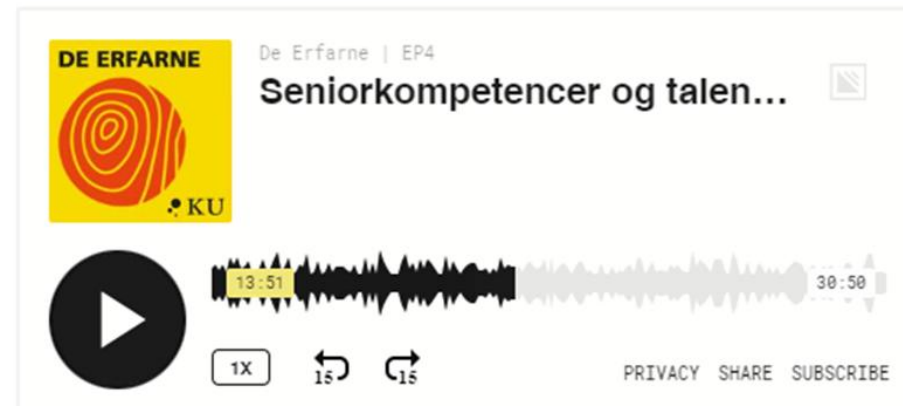 DE ERFARNE
KU
De Erfarne | EP4
Seniorkompetencer og talen...
13:51
30:50
1X
15
15
PRIVACY SHARE SUBSCRIBE